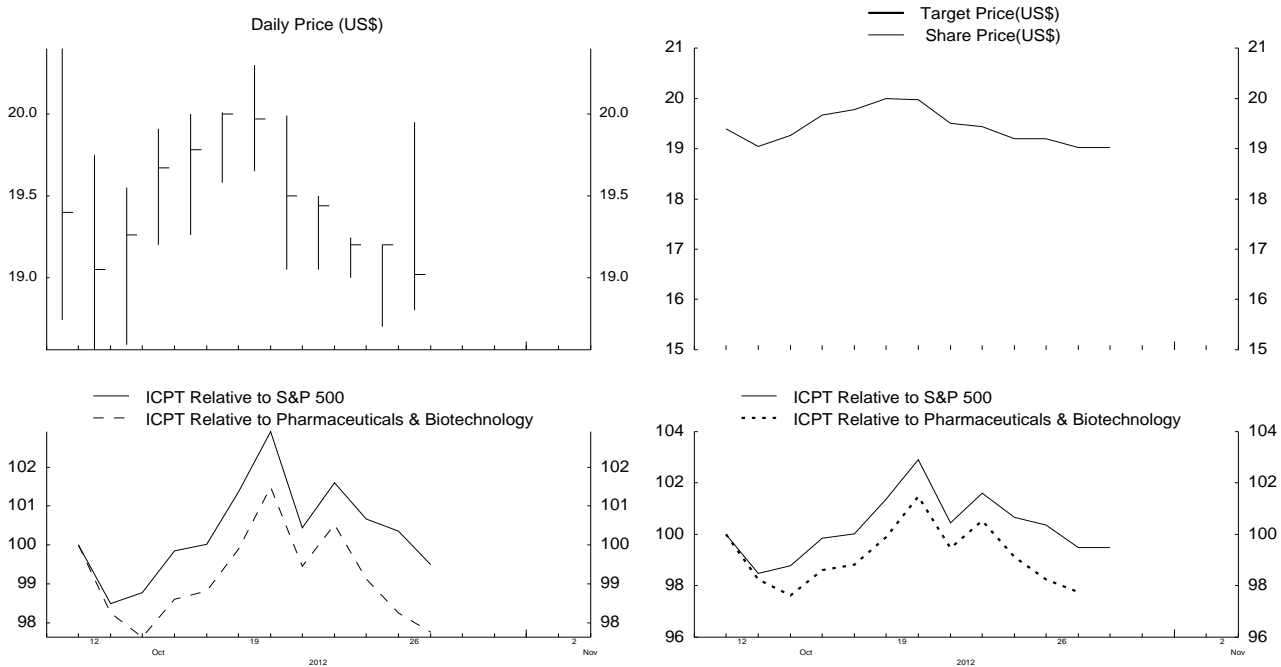 Daily Price (US$)
20.0 20.0
19.5 19.5
19.0 19.0
Target Price(US$)
Share Price(US$)
21 21
20 20
19 19
18 18
17 17
16 16
15 15
ICPT Relative to S&P 500
ICPT Relative to Pharmaceuticals & Biotechnology
102 102
101 101
100 100
99 99
98 98
12 19 26 2
Oct Nov
2012
ICPT Relative to S&P 500
ICPT Relative to Pharmaceuticals & Biotechnology
104 104
102 102
100 100
98 98
96 96
12 19 26 2
Oct Nov
2012